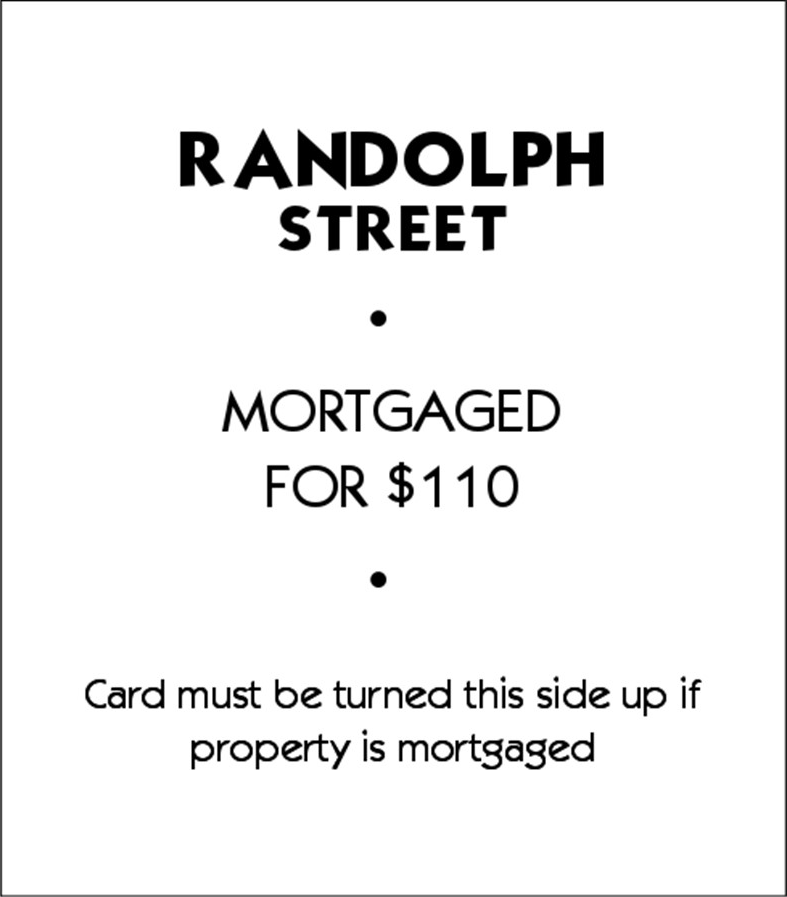 RANDOLPH
STREET
•
MORTGAGED
FOR $110
•
Card must be turned this side up if
property is mortgaged